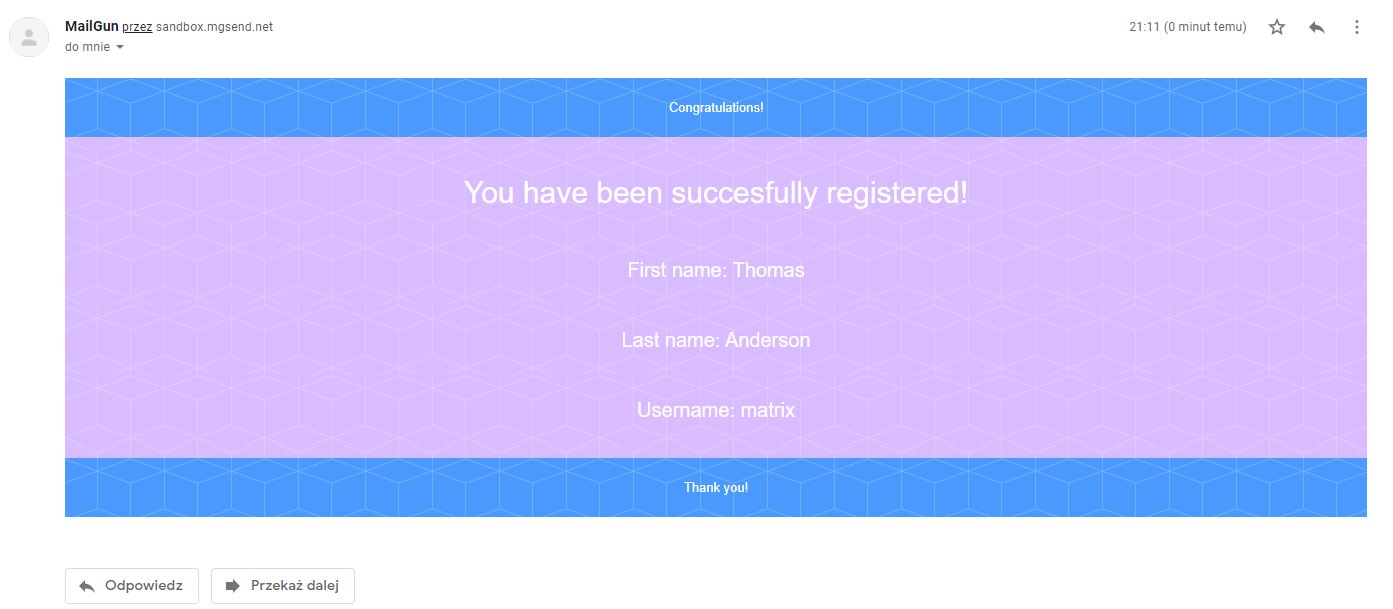 MailGun przez sandbox.mgsend.net
21:11 (0 minut temu)
do mnie
Congratulations!
You have been succesfully registered!
First name: Thomas
Last name: Anderson
Username: matrix
Thank you!
Odpowiedz
Przekaż dalej